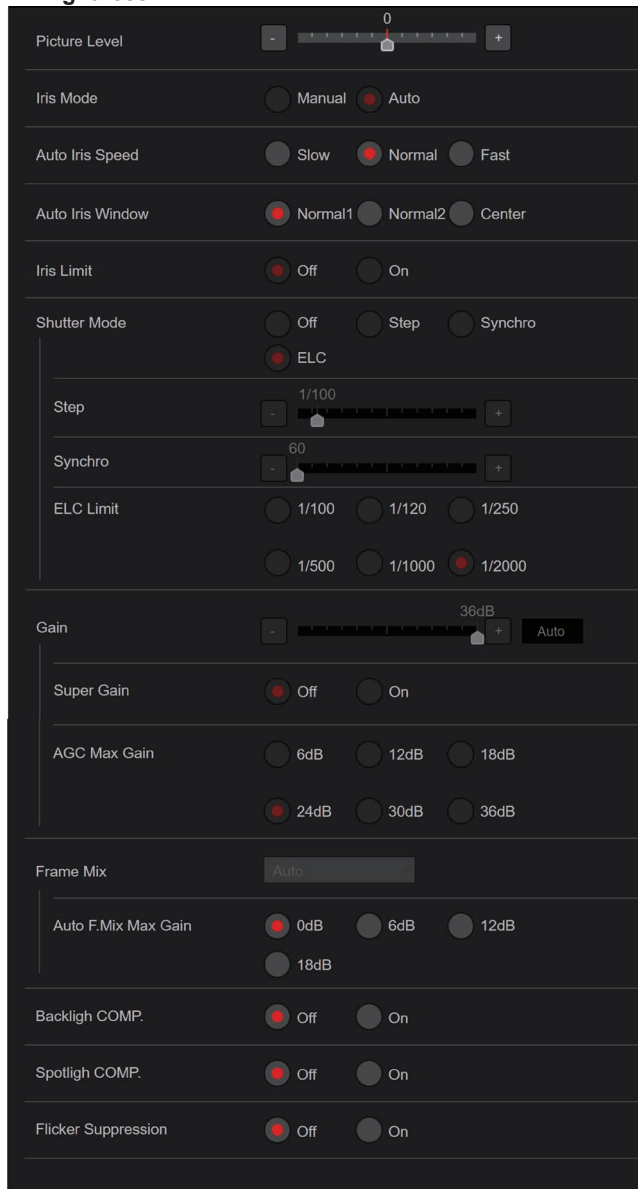 0
Picture Level - +
Iris Mode Manual Auto
Auto Iris Speed Slow Normal Fast
Auto Iris Window Normal1 Normal2 Center
Iris Limit Off On
Shutter Mode Off Step Synchro
ELC
1/100
Step - +
60
Synchro - +
ELC Limit 1/100 1/120 1/250
1/500 1/1000 1/2000
36dB
Gain - + Auto
Super Gain Off On
AGC Max Gain 6dB 12dB 18dB
24dB 30dB 36dB
Frame Mix Auto
Auto F.Mix Max Gain 0dB 6dB 12dB
18dB
Backligh COMP. Off On
Spotligh COMP. Off On
Flicker Suppression Off On